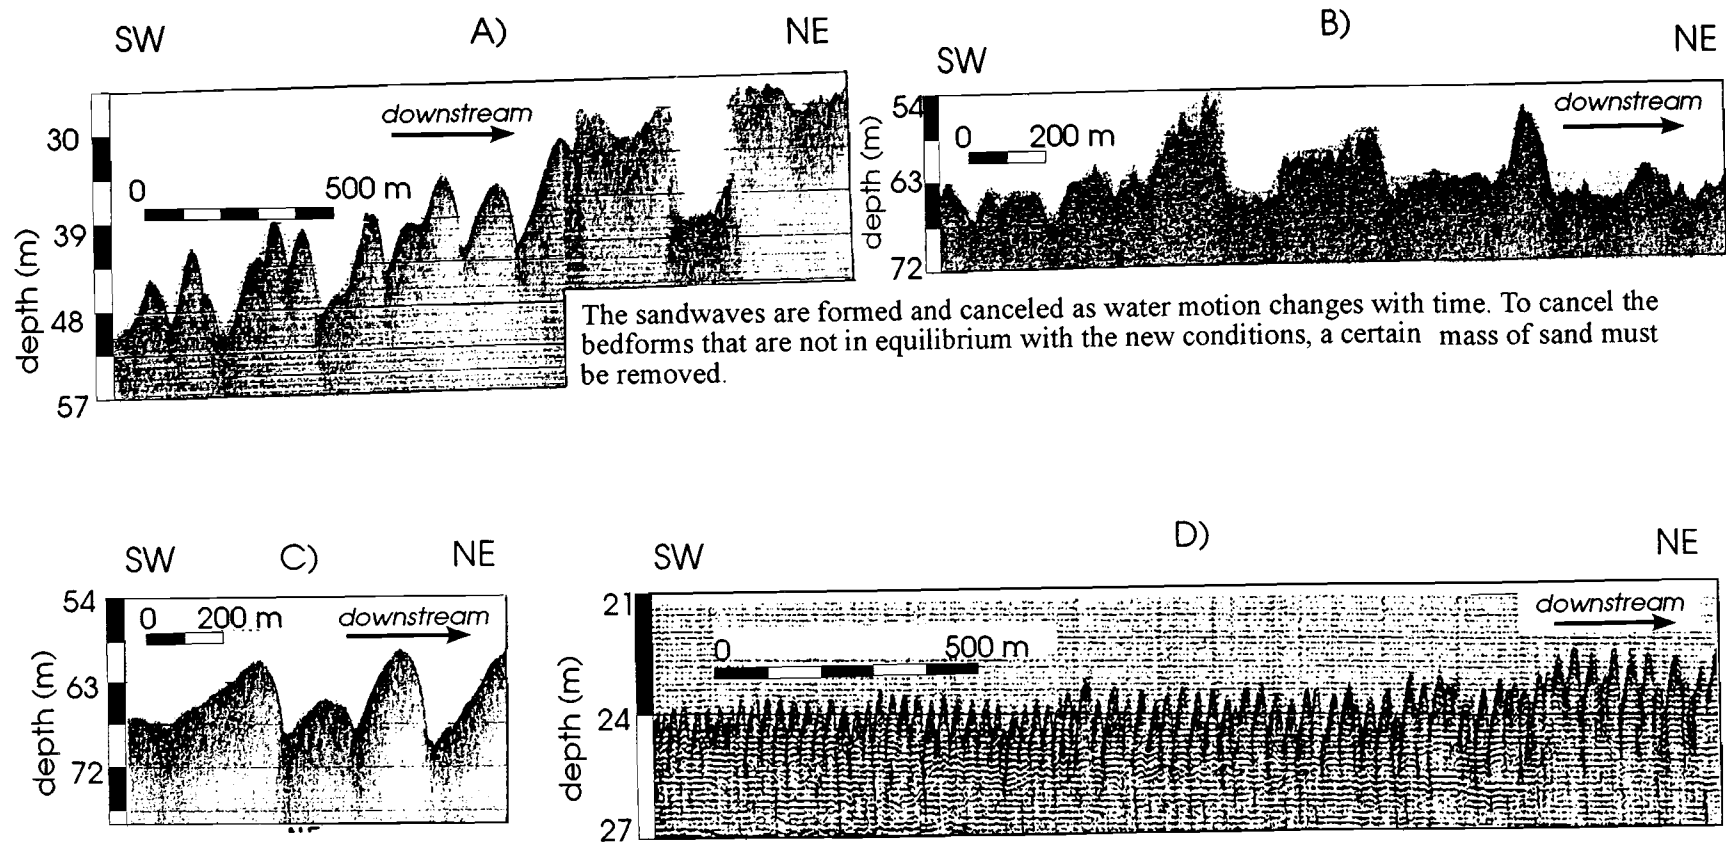 SW A) NE
downstream
30
0 500 m
39
48
57
depth (m)
B)
SW NE
54
downstream
0 200 m
63
72
depth (m)
The sandwaves are formed and canceled as water motion changes with time. To cancel the
bedforms that are not in equilibrium with the new conditions, a certain mass of sand must
be removed.
SW C) NE
54
0 200 m downstream
63
72
depth (m)
D)
SW NE
21
downstream
0 500 m
24
27
depth (m)